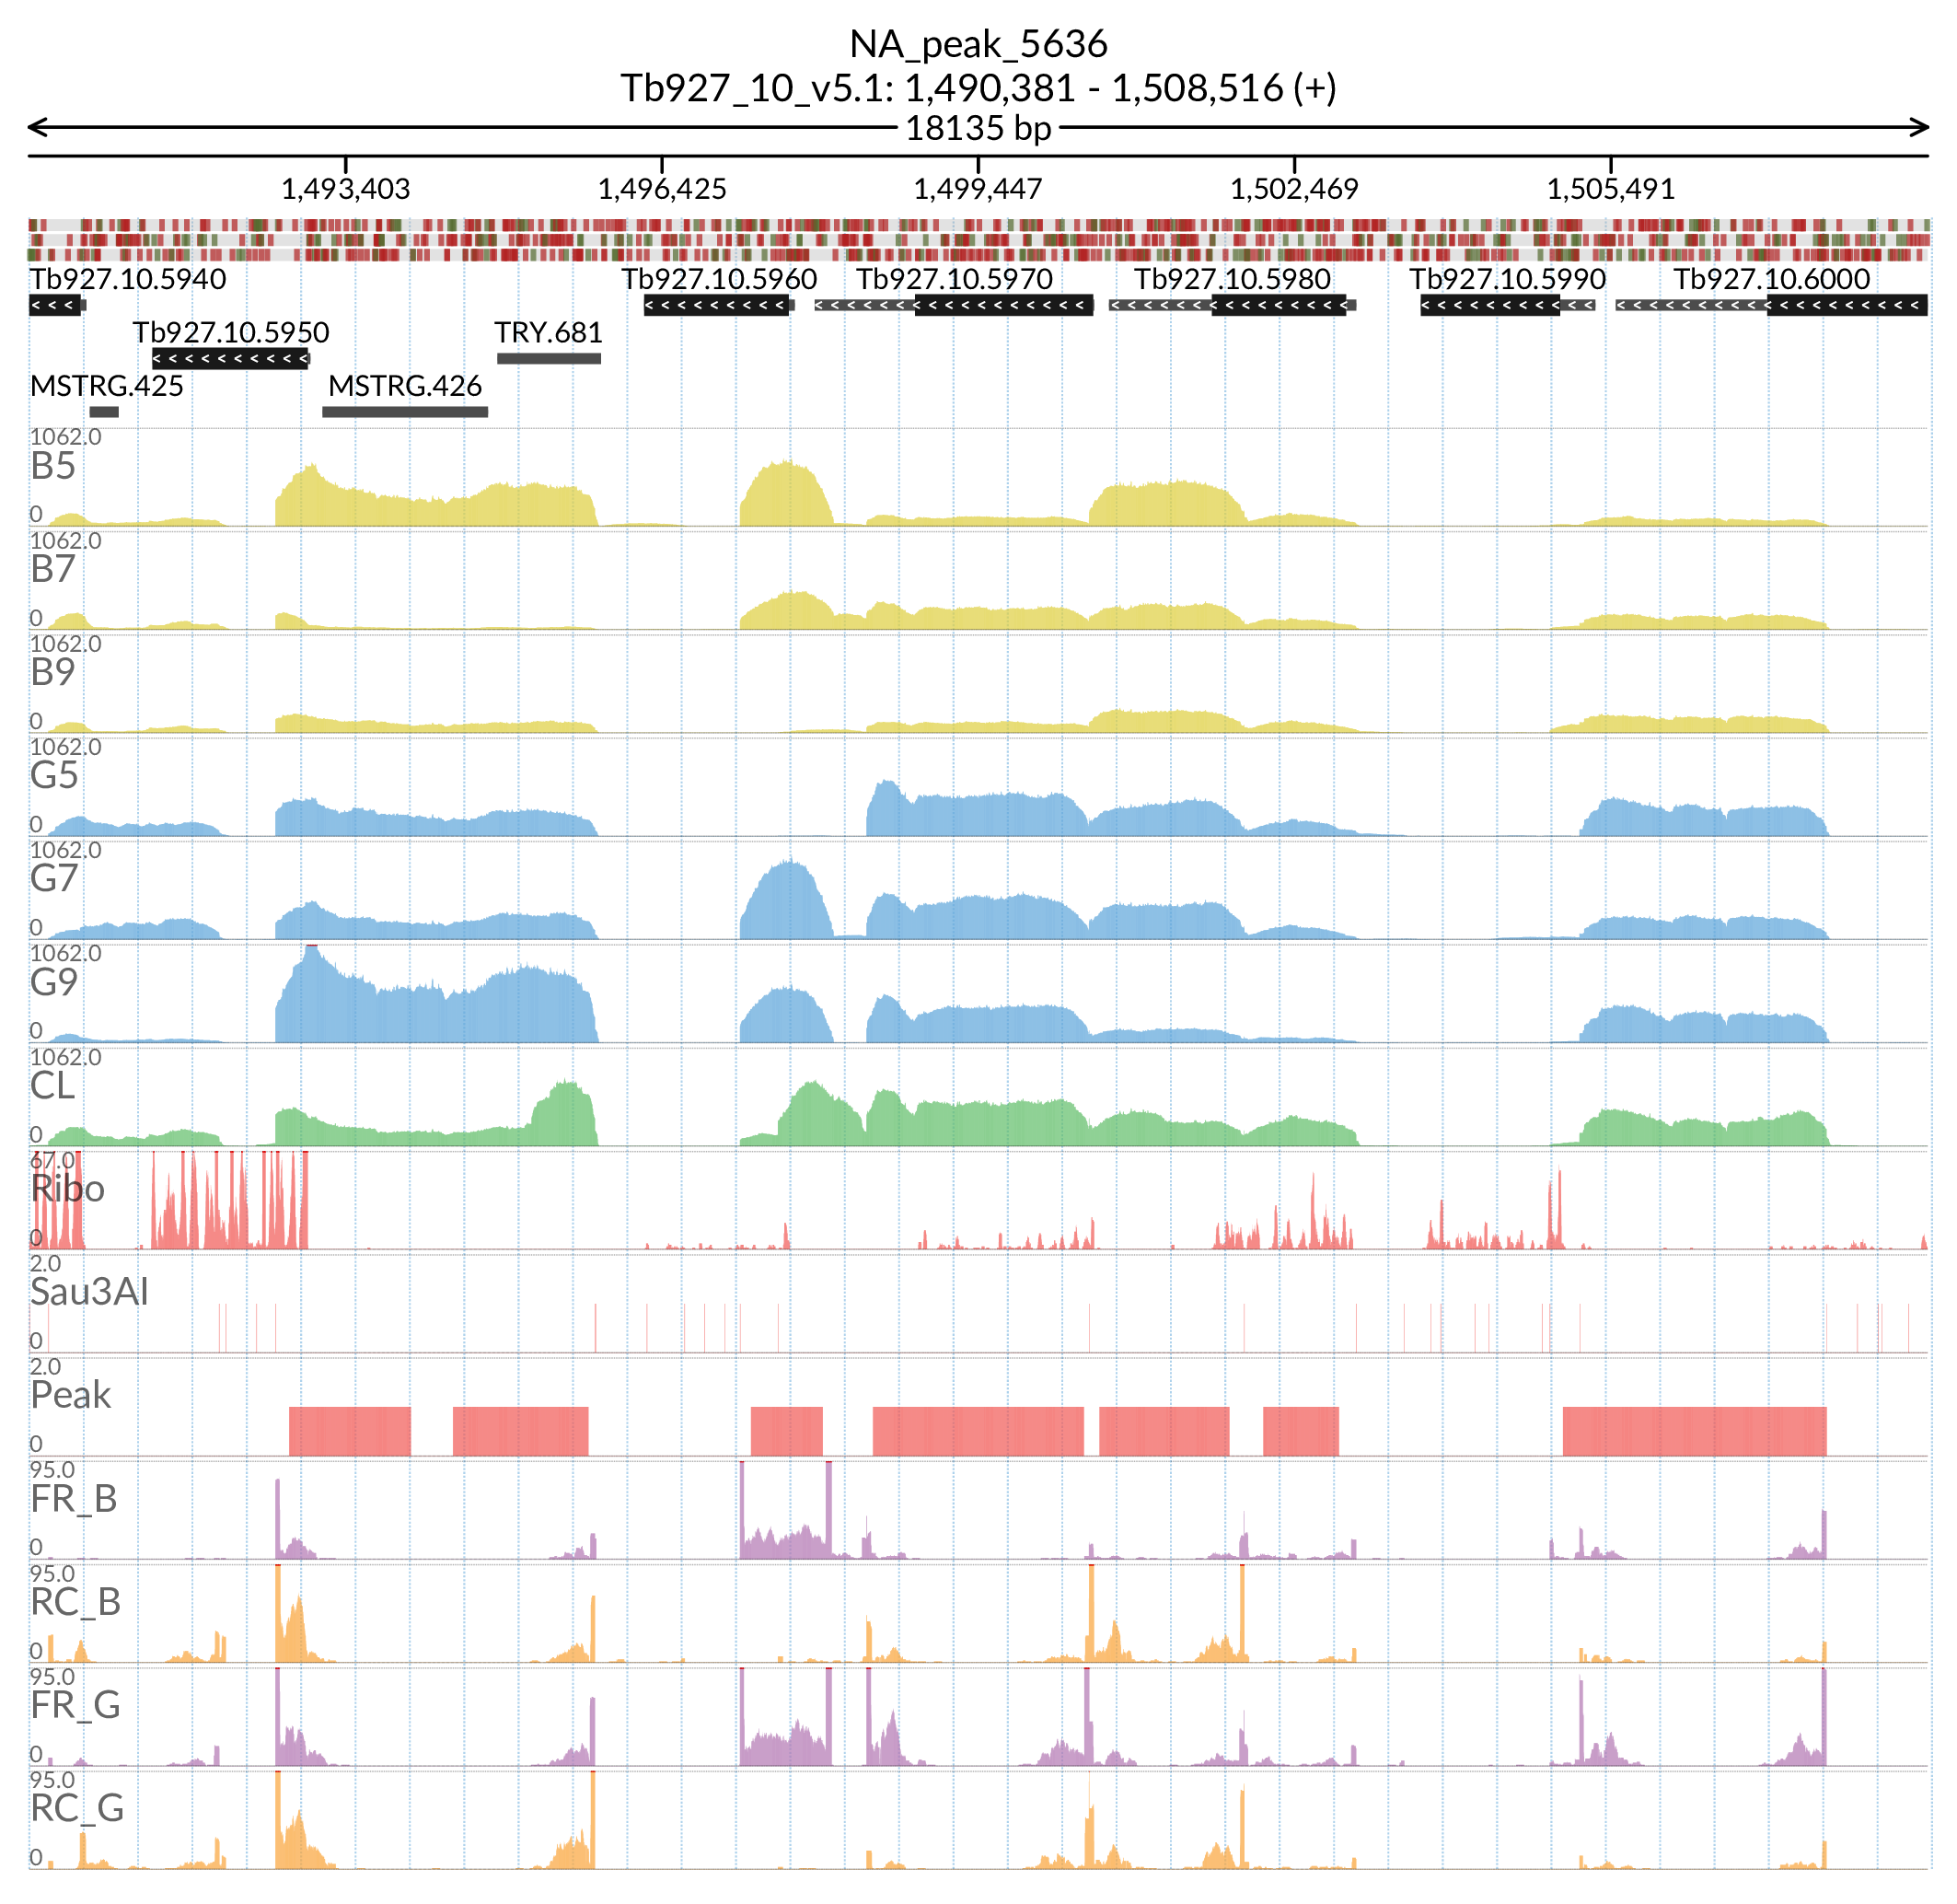 NA_peak_5636
Tb927_10_v5.1: 1,490,381 - 1,508,516 (+)
18135 bp
1,493,403 1,496,425 1,499,447 1,502,469 1,505,491
Tb927.10.5940 Tb927.10.5960 Tb927.10.5970 Tb927.10.5980 Tb927.10.5990 Tb927.10.6000
Tb927.10.5950 TRY.681
MSTRG.425 MSTRG.426
1062.0
B5
0
1062.0
B7
0
1062.0
B9
0
1062.0
G5
0
1062.0
G7
0
1062.0
G9
0
1062.0
CL
0
67.0
Ribo
0
2.0
Sau3AI
0
2.0
Peak
0
95.0
FR_B
0
95.0
RC_B
0
95.0
FR_G
0
95.0
RC_G
0